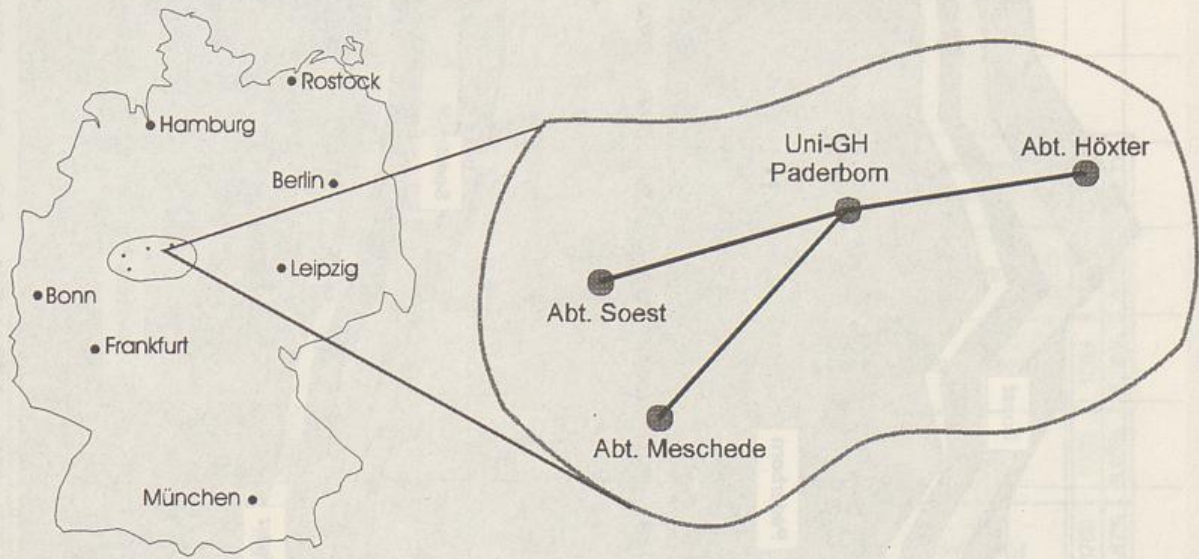 Rostock
Hamburg
Berlin
Leipzig
Bonn
Frankfurt
München
Uni-GH
Paderborn
Abt. Höxter
Abt. Soest
Abt. Meschede